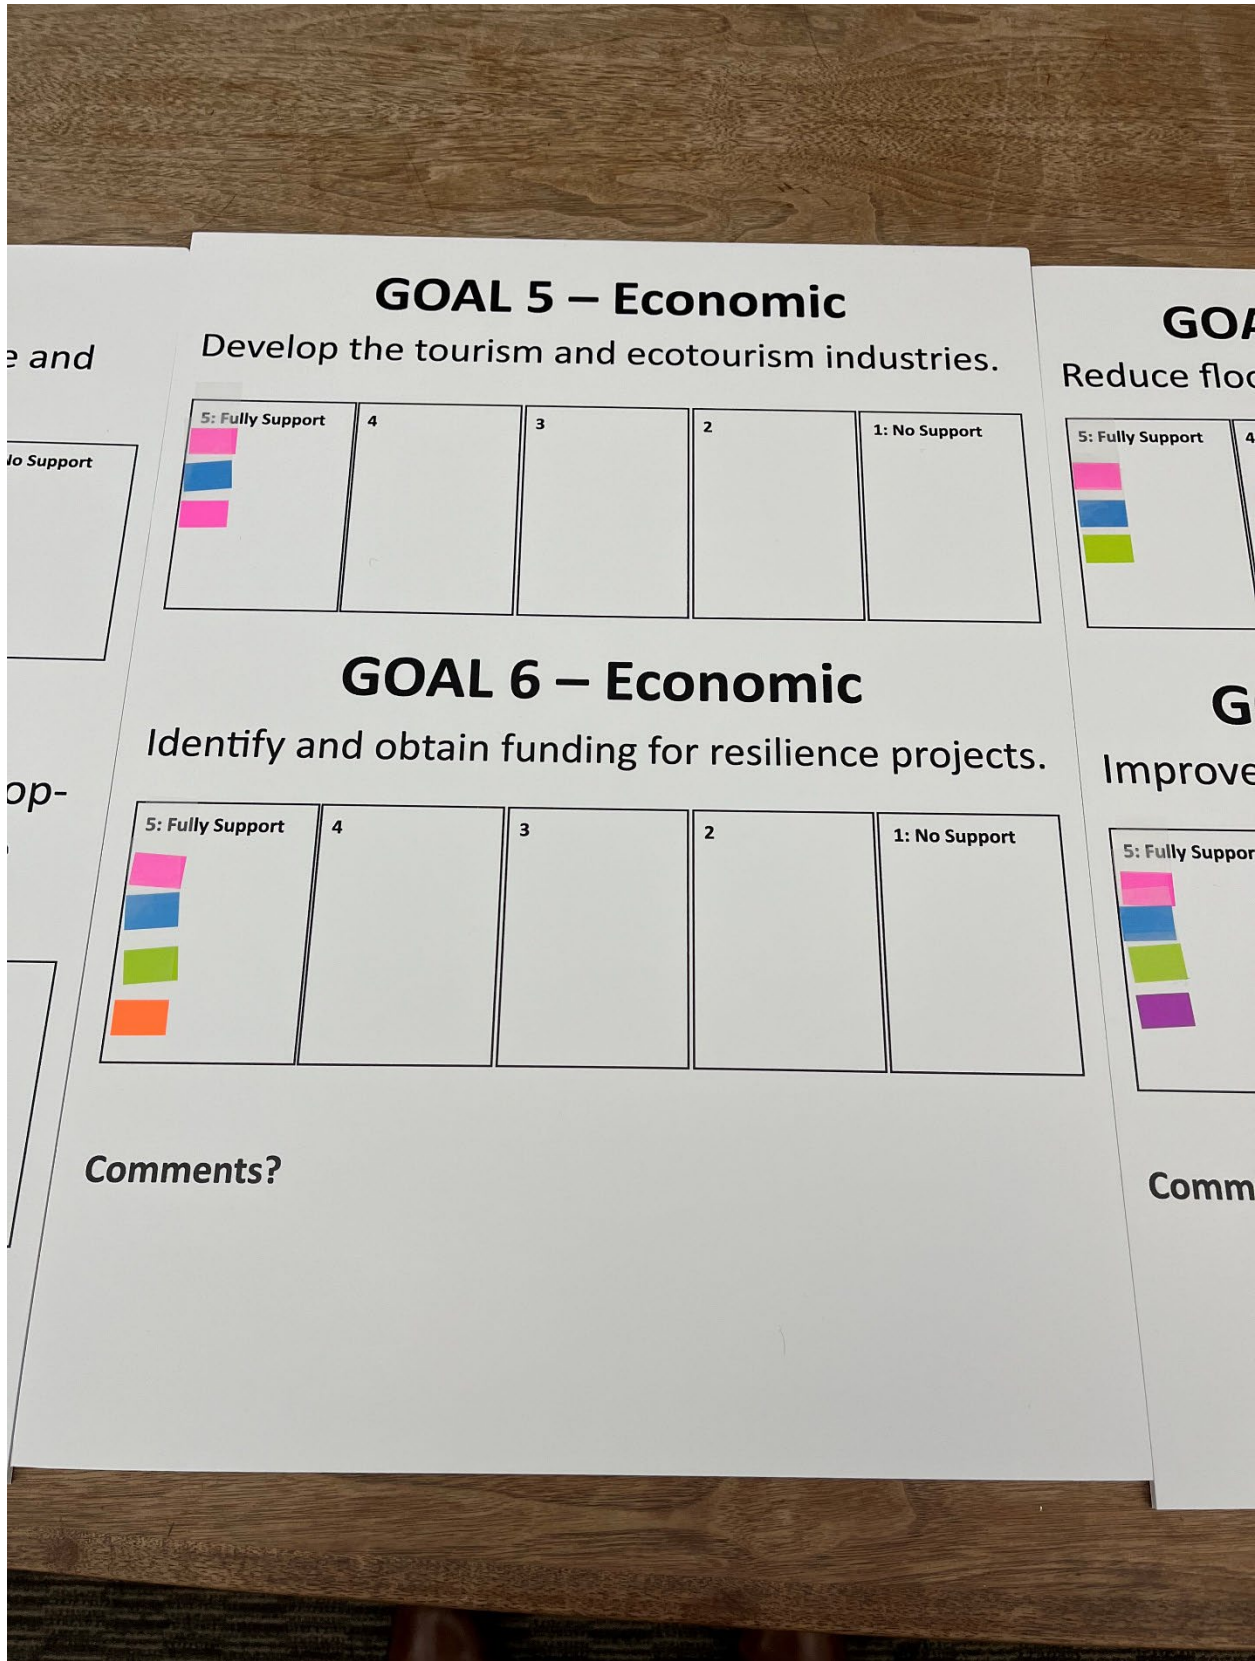 e and
No Support
op-
GOAL 5 – Economic
Develop the tourism and ecotourism industries.
5: Fully Support
4
3
2
1: No Support
GOAL 6 – Economic
Identify and obtain funding for resilience projects.
5: Fully Support
4
3
2
1: No Support
Comments?
GOA
Reduce floo
5: Fully Support
4
G
Improve
5: Fully Suppor
Comm